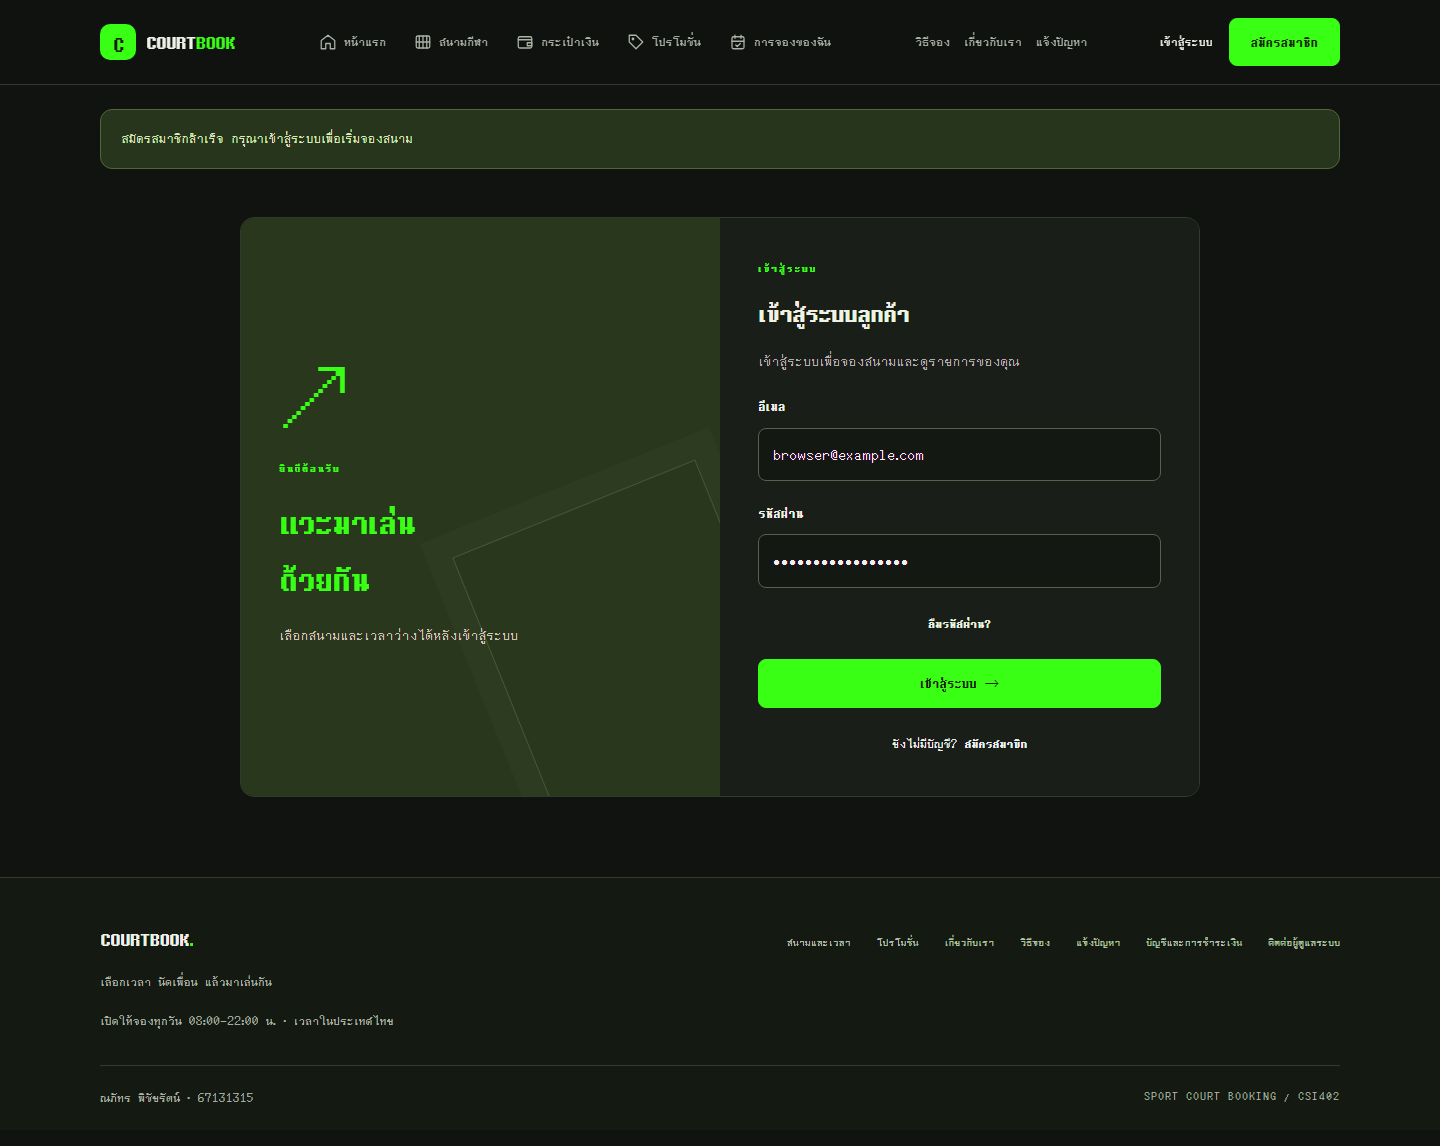 C COURTBOOK
หน้าแรก
สนามกีฬา
กระเป๋าเงิน
โปรโมชั่น
การจองของฉัน
วิธีจอง
เกี่ยวกับเรา
แจ้งปัญหา
เข้าสู่ระบบ
สมัครสมาชิก
สมัครสมาชิกสำเร็จ กรุณาเข้าสู่ระบบเพื่อเริ่มจองสนาม
ยินดีต้อนรับ
แวะมาเล่น
ด้วยกัน
เลือกสนามและเวลาว่างได้หลังเข้าสู่ระบบ
เข้าสู่ระบบ
เข้าสู่ระบบลูกค้า
เข้าสู่ระบบเพื่อจองสนามและดูรายการของคุณ
อีเมล
browser@example.com
รหัสผ่าน
ลืมรหัสผ่าน?
เข้าสู่ระบบ →
ยังไม่มีบัญชี? สมัครสมาชิก
COURTBOOK.
เลือกเวลา นัดเพื่อน แล้วมาเล่นกัน
เปิดให้จองทุกวัน 08:00–22:00 น. · เวลาในประเทศไทย
สนามและเวลา
โปรโมชั่น
เกี่ยวกับเรา
วิธีจอง
แจ้งปัญหา
บัญชีและการชำระเงิน
ติดต่อผู้ดูแลระบบ
ณภัทร พิชัยรัตน์ · 67131315
SPORT COURT BOOKING / CSI402